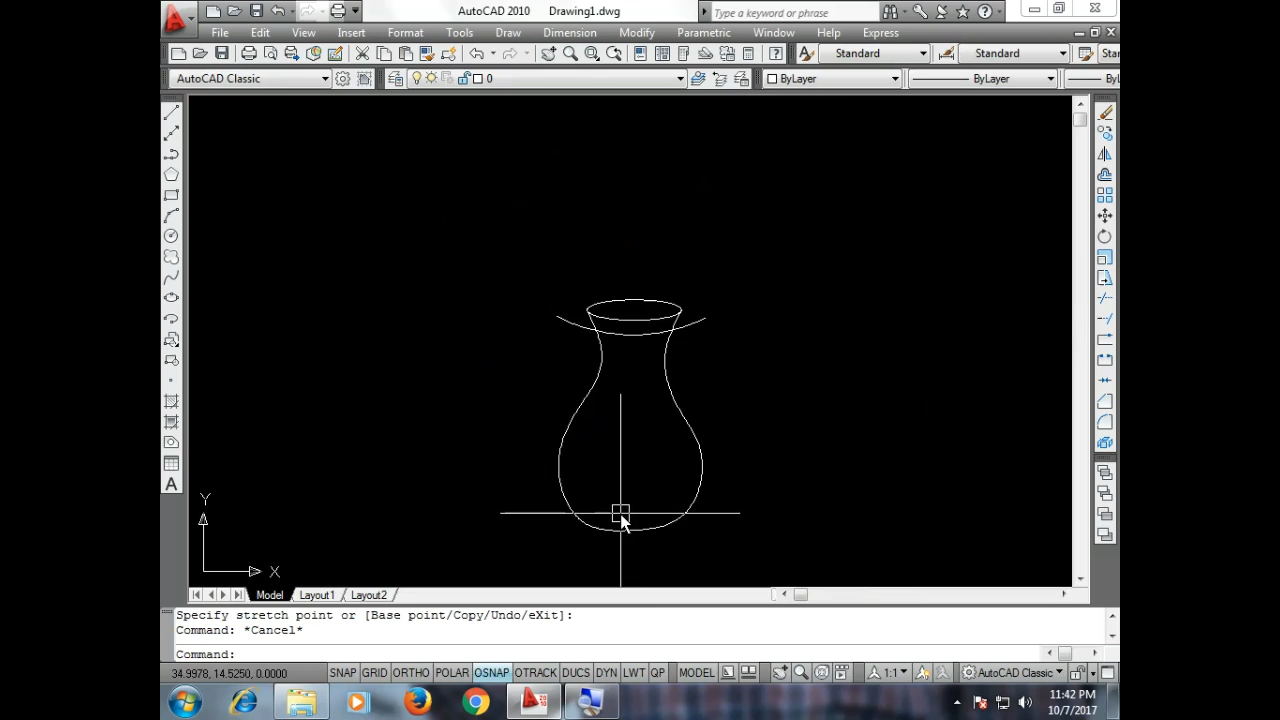 AutoCAD 2010 Drawing1.dwg
Type a keyword or phrase
File Edit View Insert Format Tools Draw Dimension Modify Parametric Window Help Express
Standard Standard Star
AutoCAD Classic 0 ByLayer ByLayer ByL
A
Y
X
Model Layout1 Layout2
Specify stretch point or [Base point/Copy/Undo/eXit]:
Command: *Cancel*
Command:
34.9978, 14.5250, 0.0000 SNAP GRID ORTHO POLAR OSNAP OTRACK DUCS DYN LWT QP MODEL 1:1 AutoCAD Classic
11:42 PM
10/7/2017